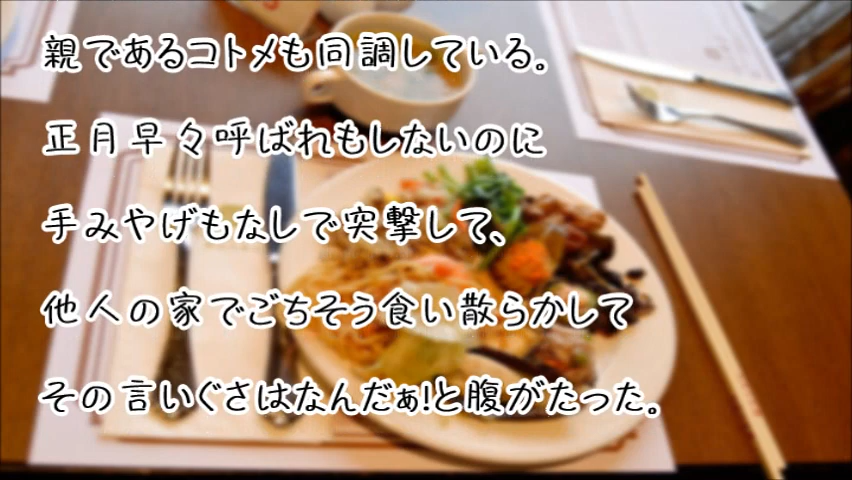 親であるコトメも同調している。
正月早々呼ばれもしないのに
手みやげもなしで突撃して、
他人の家でごちそう食い散らかして
その言いぐさはなんだぁ!と腹がたった。